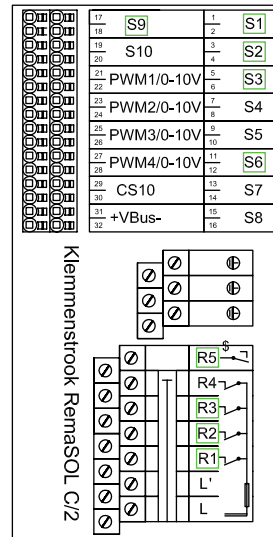 17 18 S9 1 2 S1
19 20 S10 3 4 S2
21 22 PWM1/0-10V 5 6 S3
23 24 PWM2/0-10V 7 8 S4
25 26 PWM3/0-10V 9 10 S5
27 28 PWM4/0-10V 11 12 S6
29 30 CS10 13 14 S7
31 32 +VBus- 15 16 S8
Klemmenstrook RemaSOL C/2
$
R5
R4
R3
R2
R1
L'
L